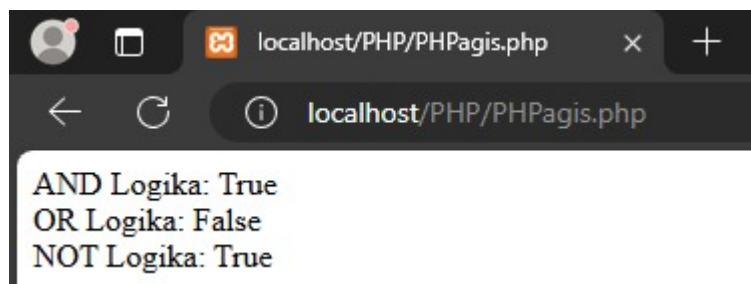 localhost/PHP/PHPagis.php
localhost/PHP/PHPagis.php
AND Logika: True
OR Logika: False
NOT Logika: True